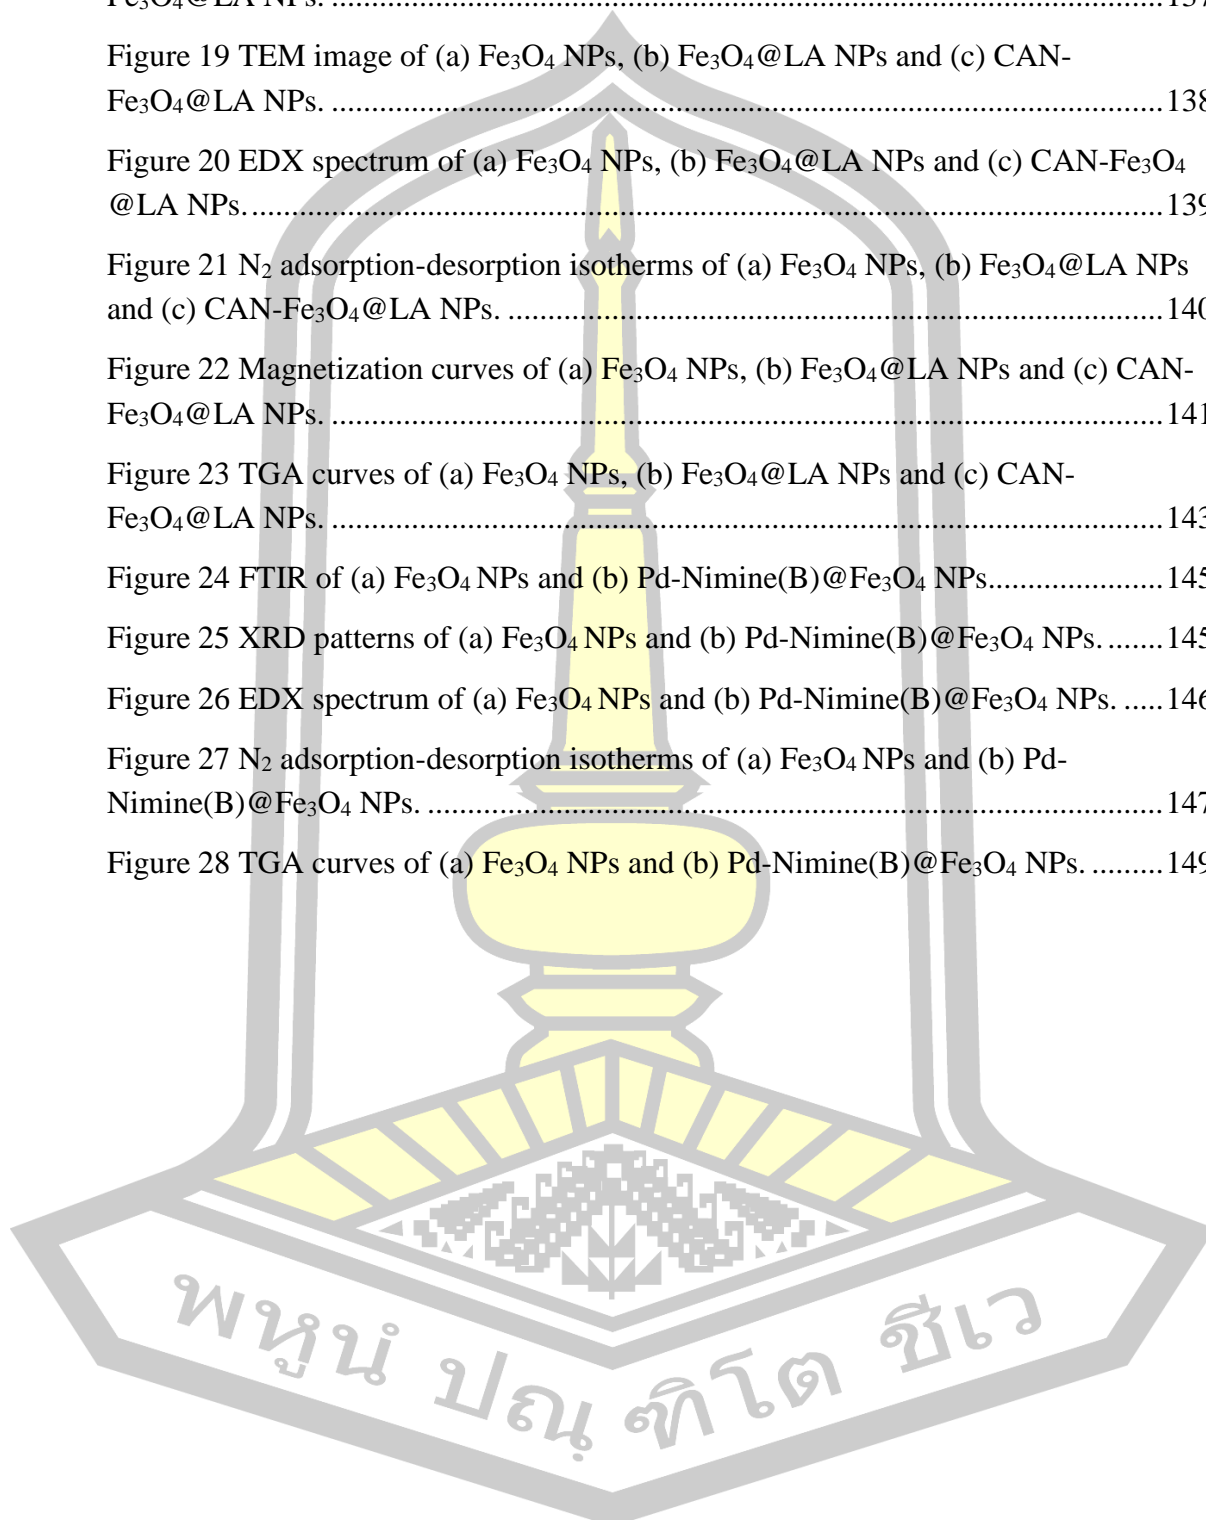 Fe₃O₄@LA NPs. ........................................................................................................ 137
Figure 19 TEM image of (a) Fe₃O₄ NPs, (b) Fe₃O₄@LA NPs and (c) CAN-
Fe₃O₄@LA NPs. ........................................................................................................ 138
Figure 20 EDX spectrum of (a) Fe₃O₄ NPs, (b) Fe₃O₄@LA NPs and (c) CAN-Fe₃O₄
@LA NPs. .................................................................................................................. 139
Figure 21 N₂ adsorption-desorption isotherms of (a) Fe₃O₄ NPs, (b) Fe₃O₄@LA NPs
and (c) CAN-Fe₃O₄@LA NPs. .................................................................................. 140
Figure 22 Magnetization curves of (a) Fe₃O₄ NPs, (b) Fe₃O₄@LA NPs and (c) CAN-
Fe₃O₄@LA NPs. ........................................................................................................ 141
Figure 23 TGA curves of (a) Fe₃O₄ NPs, (b) Fe₃O₄@LA NPs and (c) CAN-
Fe₃O₄@LA NPs. ........................................................................................................ 143
Figure 24 FTIR of (a) Fe₃O₄ NPs and (b) Pd-Nimine(B)@Fe₃O₄ NPs...................... 145
Figure 25 XRD patterns of (a) Fe₃O₄ NPs and (b) Pd-Nimine(B)@Fe₃O₄ NPs. ....... 145
Figure 26 EDX spectrum of (a) Fe₃O₄ NPs and (b) Pd-Nimine(B)@Fe₃O₄ NPs. ..... 146
Figure 27 N₂ adsorption-desorption isotherms of (a) Fe₃O₄ NPs and (b) Pd-
Nimine(B)@Fe₃O₄ NPs. ............................................................................................ 147
Figure 28 TGA curves of (a) Fe₃O₄ NPs and (b) Pd-Nimine(B)@Fe₃O₄ NPs. ......... 149
พหูนํ ปณฺ ฑิโต ชีเว